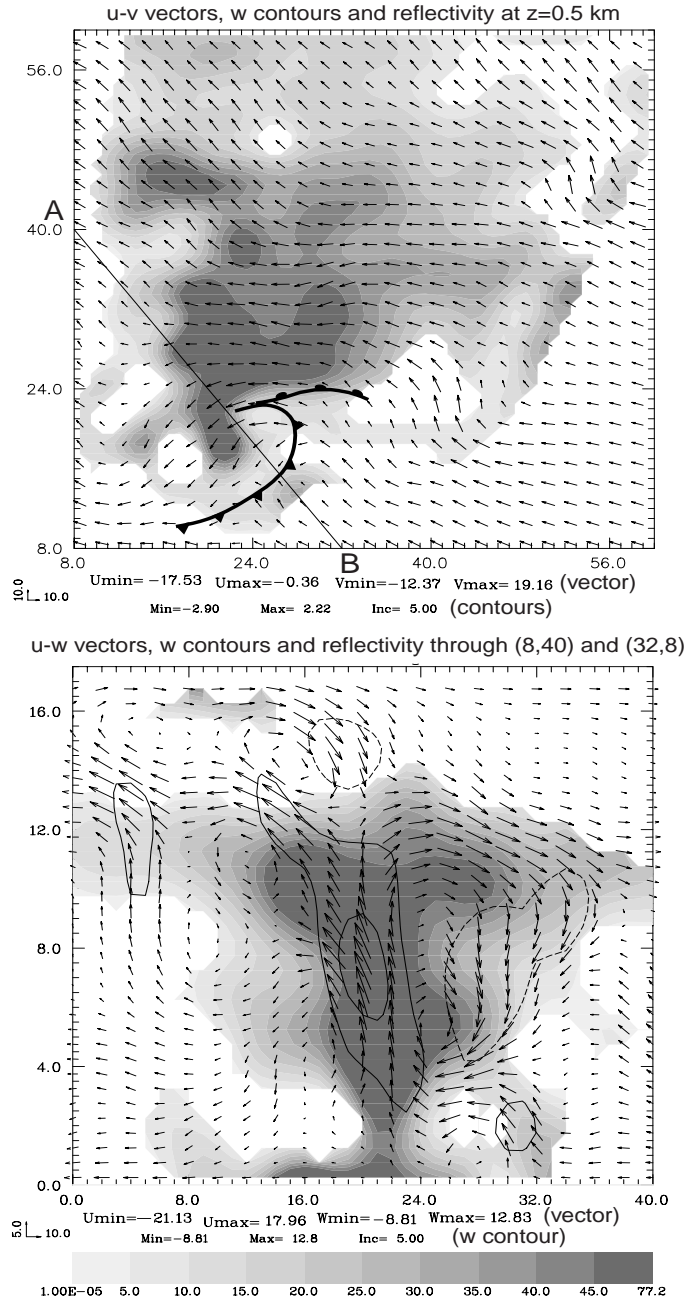 u-v vectors, w contours and reflectivity at z=0.5 km
56.0
A
40.0
24.0
8.0
8.0 24.0 B 40.0 56.0
10.0 10.0
Umin=-17.53 Umax=-0.36 Vmin=-12.37 Vmax=19.16 (vector)
Min=-2.90 Max= 2.22 Inc= 5.00 (contours)
u-w vectors, w contours and reflectivity through (8,40) and (32,8)
16.0
12.0
8.0
4.0
0.0
0.0 8.0 16.0 24.0 32.0 40.0
5.0 10.0
Umin=-21.13 Umax= 17.96 Wmin=-8.81 Wmax=12.83 (vector)
Min=-8.81 Max= 12.8 Inc= 5.00 (w contour)
1.00E-05 5.0 10.0 15.0 20.0 25.0 30.0 35.0 40.0 45.0 77.2